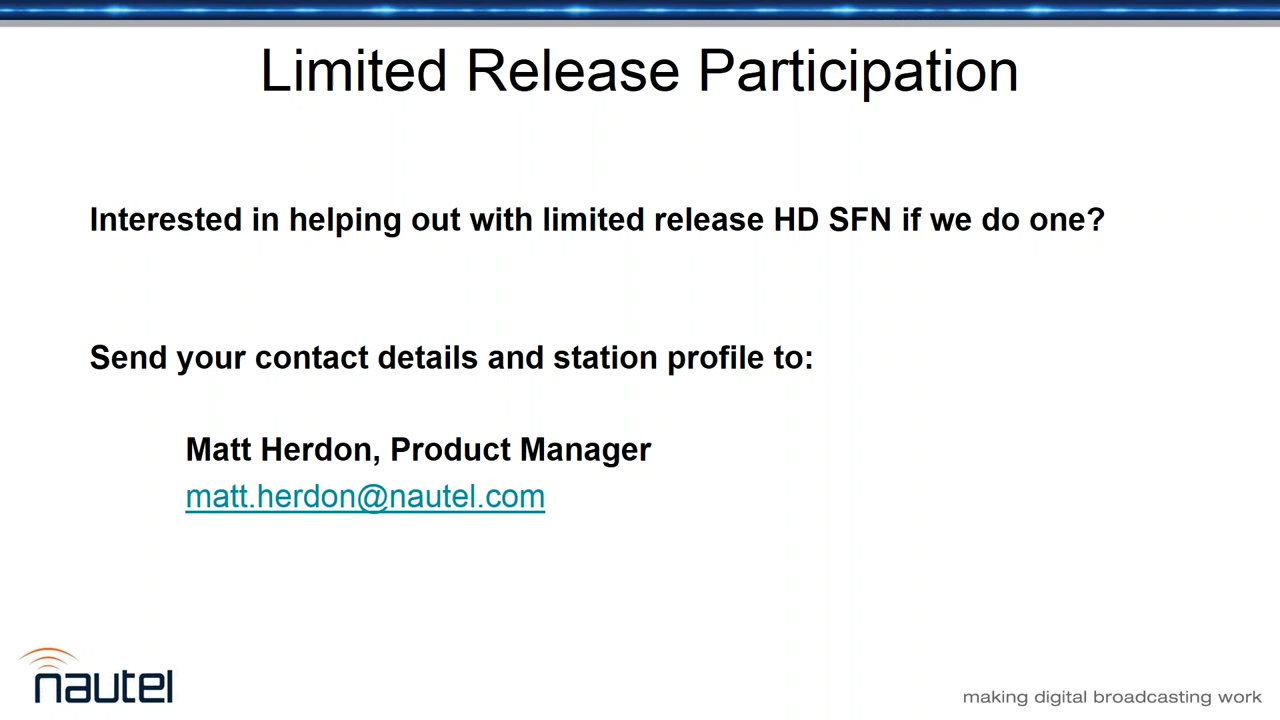 Limited Release Participation
Interested in helping out with limited release HD SFN if we do one?
Send your contact details and station profile to:
Matt Herdon, Product Manager
matt.herdon@nautel.com
nautel
making digital broadcasting work